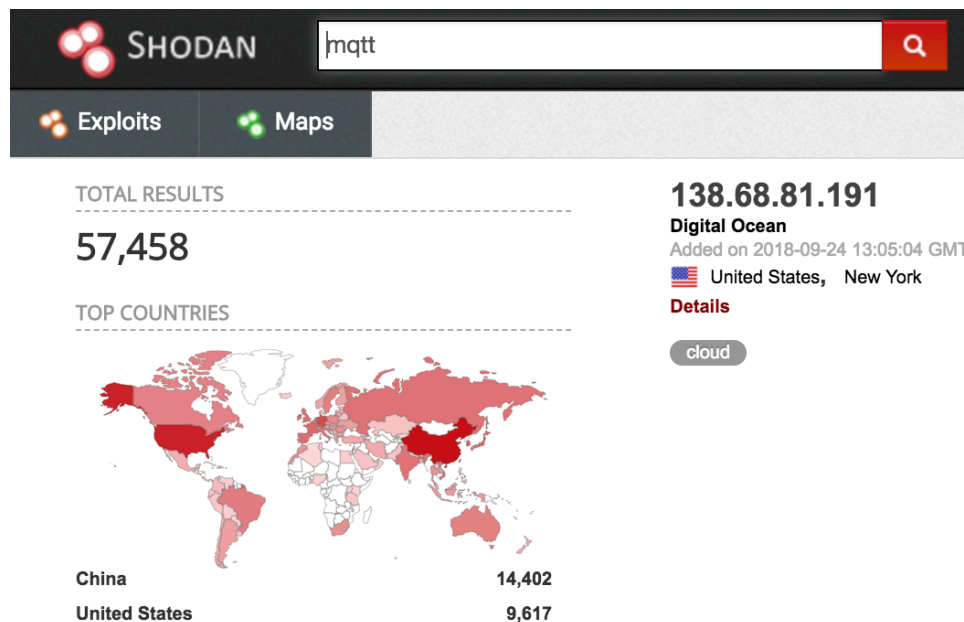 SHODAN
mqtt
Exploits
Maps
TOTAL RESULTS
57,458
TOP COUNTRIES
China 14,402
United States 9,617
138.68.81.191
Digital Ocean
Added on 2018-09-24 13:05:04 GMT
United States, New York
Details
cloud